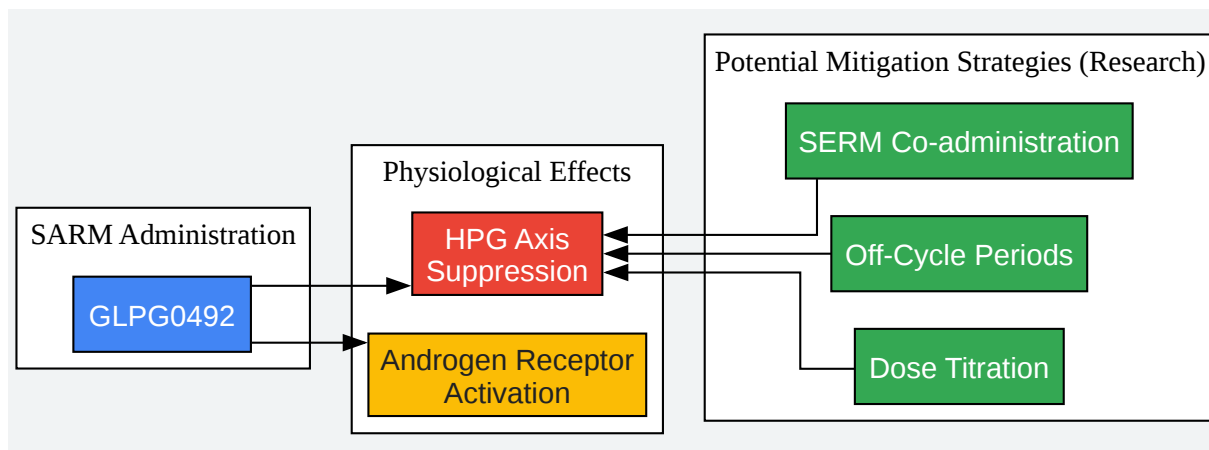 SARM Administration
GLPG0492
Physiological Effects
HPG Axis
Suppression
Androgen Receptor
Activation
Potential Mitigation Strategies (Research)
SERM Co-administration
Off-Cycle Periods
Dose Titration